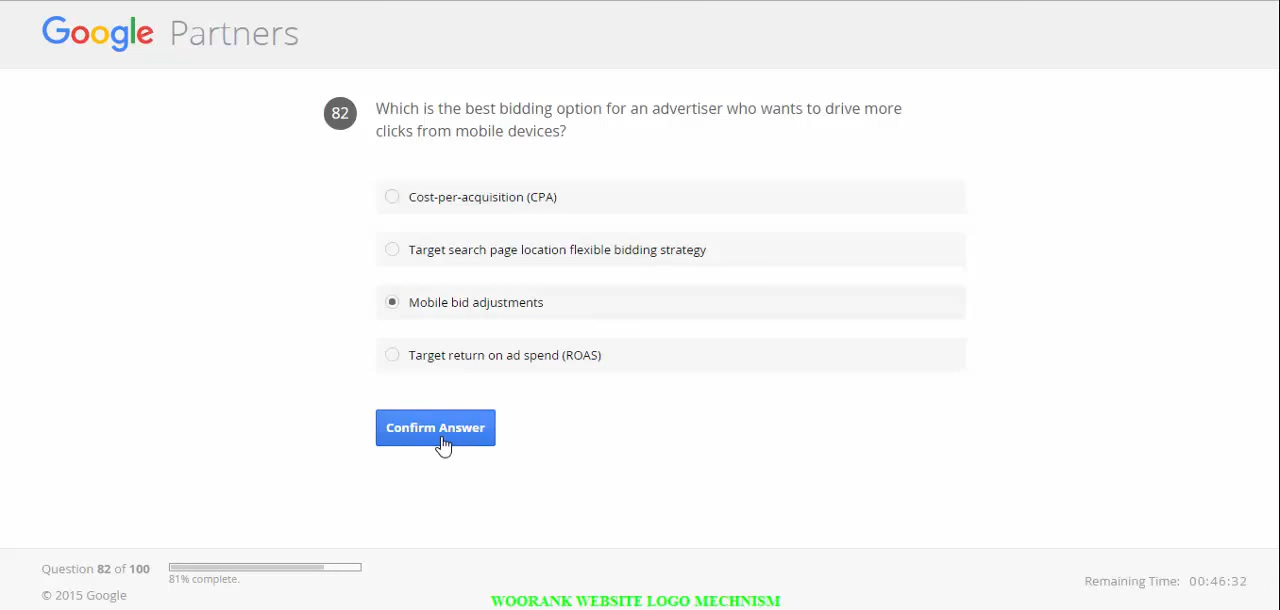 Google Partners
82
Which is the best bidding option for an advertiser who wants to drive more
clicks from mobile devices?
Cost-per-acquisition (CPA)
Target search page location flexible bidding strategy
Mobile bid adjustments
Target return on ad spend (ROAS)
Confirm Answer
Question 82 of 100
81% complete.
© 2015 Google
Remaining Time: 00:46:32
WOORANK WEBSITE LOGO MECHNISM